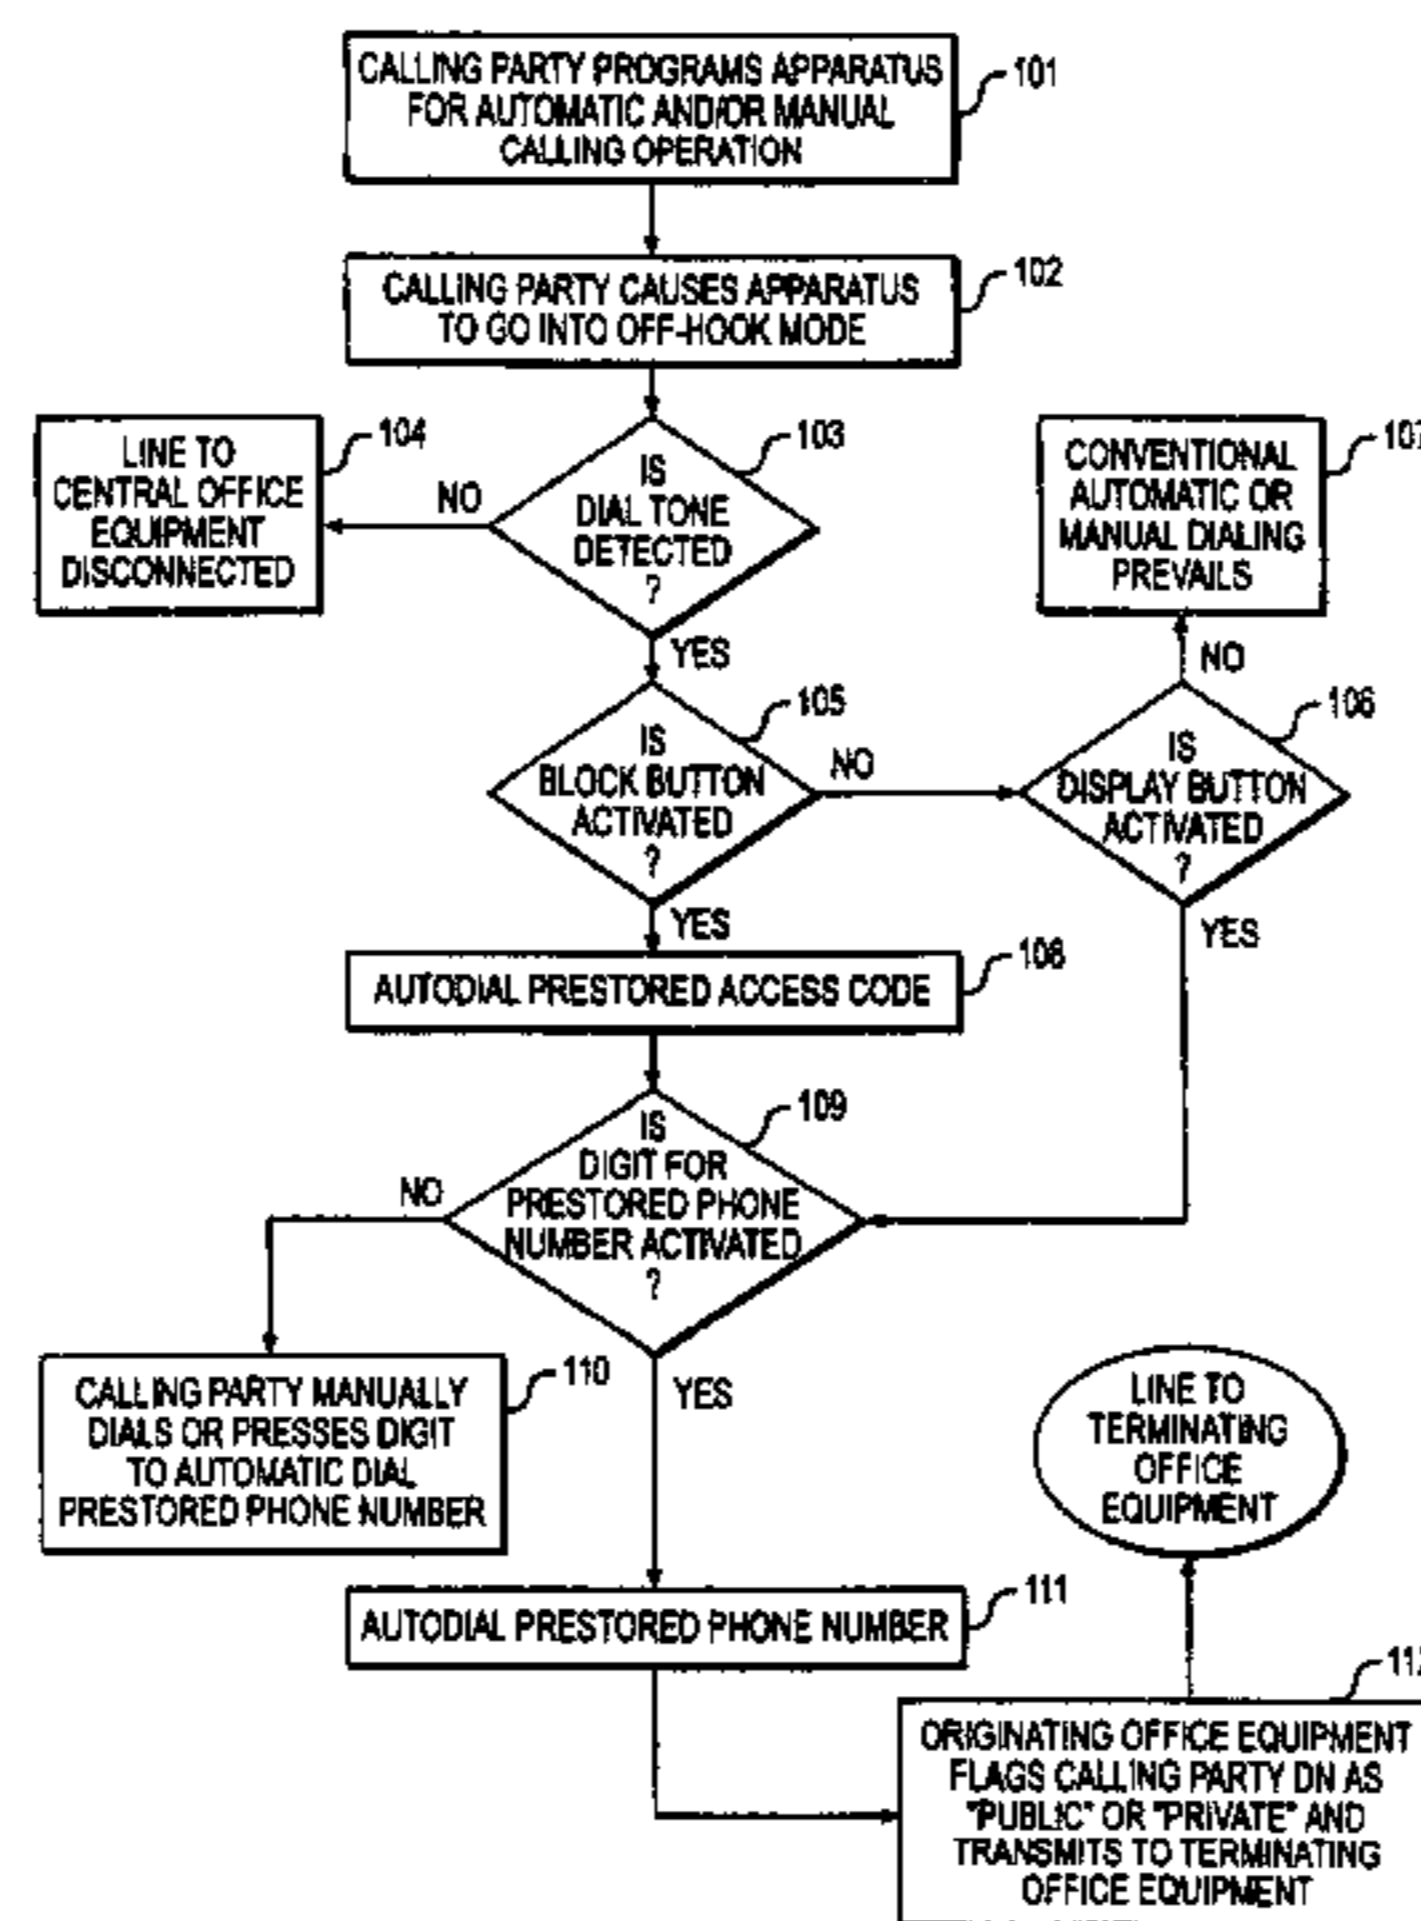 CALLING PARTY PROGRAMS APPARATUS
FOR AUTOMATIC AND/OR MANUAL
CALLING OPERATION
101
CALLING PARTY CAUSES APPARATUS
TO GO INTO OFF-HOOK MODE
102
LINE TO
CENTRAL OFFICE
EQUIPMENT
DISCONNECTED
104
NO
IS
DIAL TONE
DETECTED
?
103
YES
CONVENTIONAL
AUTOMATIC OR
MANUAL DIALING
PREVAILS
107
NO
IS
BLOCK BUTTON
ACTIVATED
?
105
NO
YES
IS
DISPLAY BUTTON
ACTIVATED
?
106
YES
AUTODIAL PRESTORED ACCESS CODE
108
IS
DIGIT FOR
PRESTORED PHONE
NUMBER ACTIVATED
?
109
NO
YES
CALLING PARTY MANUALLY
DIALS OR PRESSES DIGIT
TO AUTOMATIC DIAL
PRESTORED PHONE NUMBER
110
LINE TO
TERMINATING
OFFICE
EQUIPMENT
AUTODIAL PRESTORED PHONE NUMBER
111
112
ORIGINATING OFFICE EQUIPMENT
FLAGS CALLING PARTY DN AS
"PUBLIC" OR "PRIVATE" AND
TRANSMITS TO TERMINATING
OFFICE EQUIPMENT